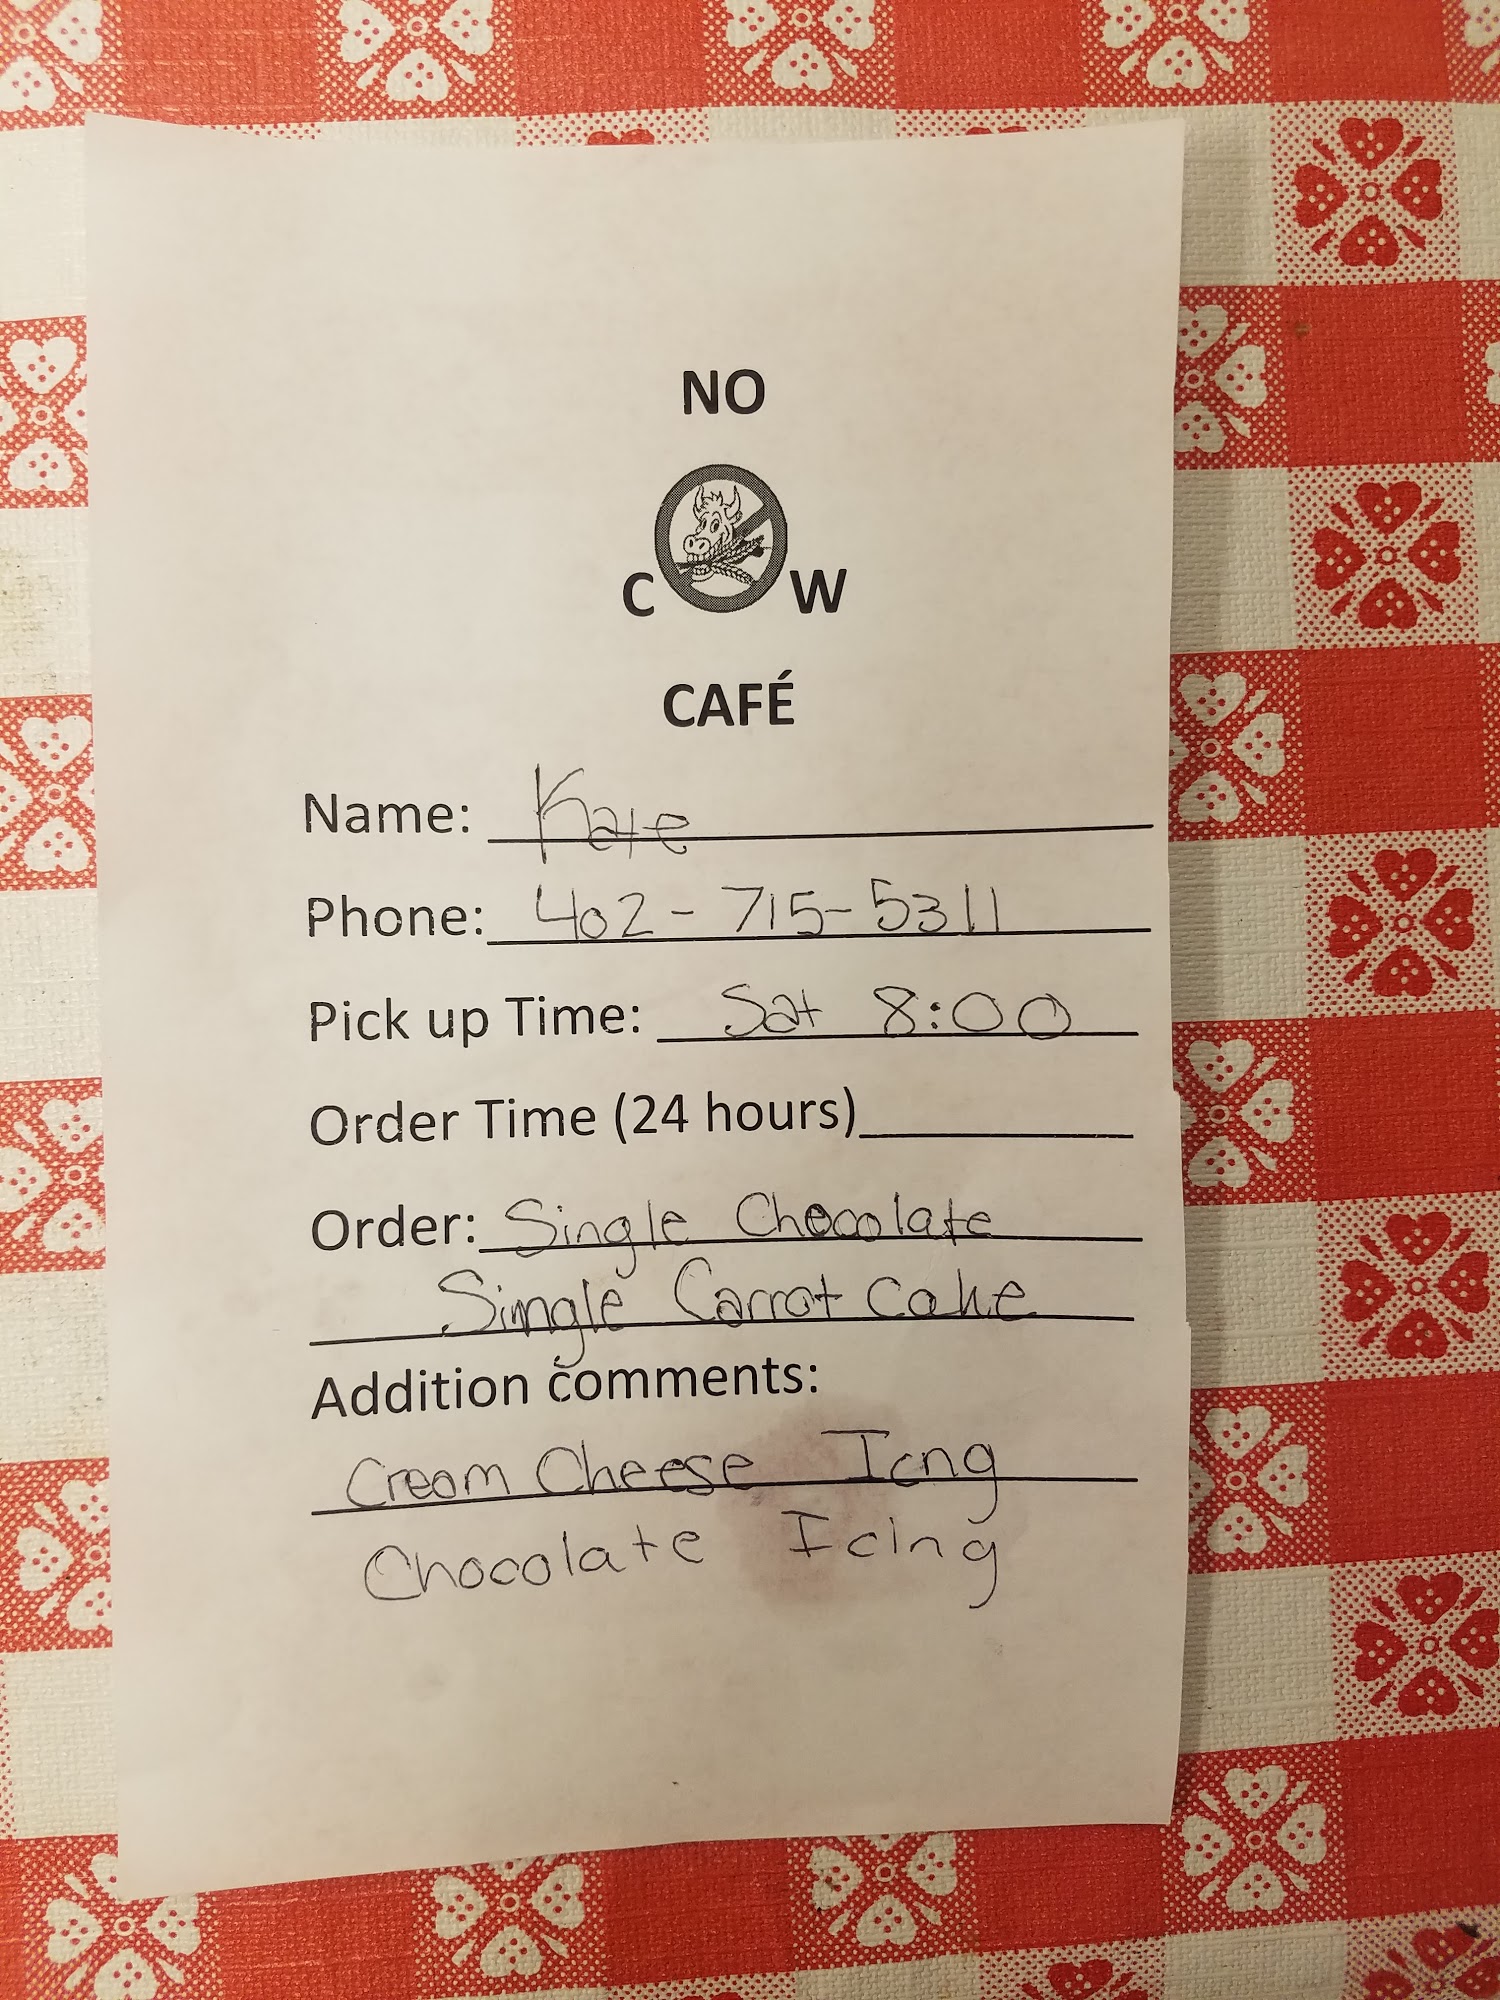 NO
C W
CAFÉ
Name: Kate
Phone: 402-715-5311
Pick up Time: Sat 8:00
Order Time (24 hours)
Order: Single Chocolate
Single Carrot Cake
Addition comments:
Cream Cheese Icng
Chocolate Icing